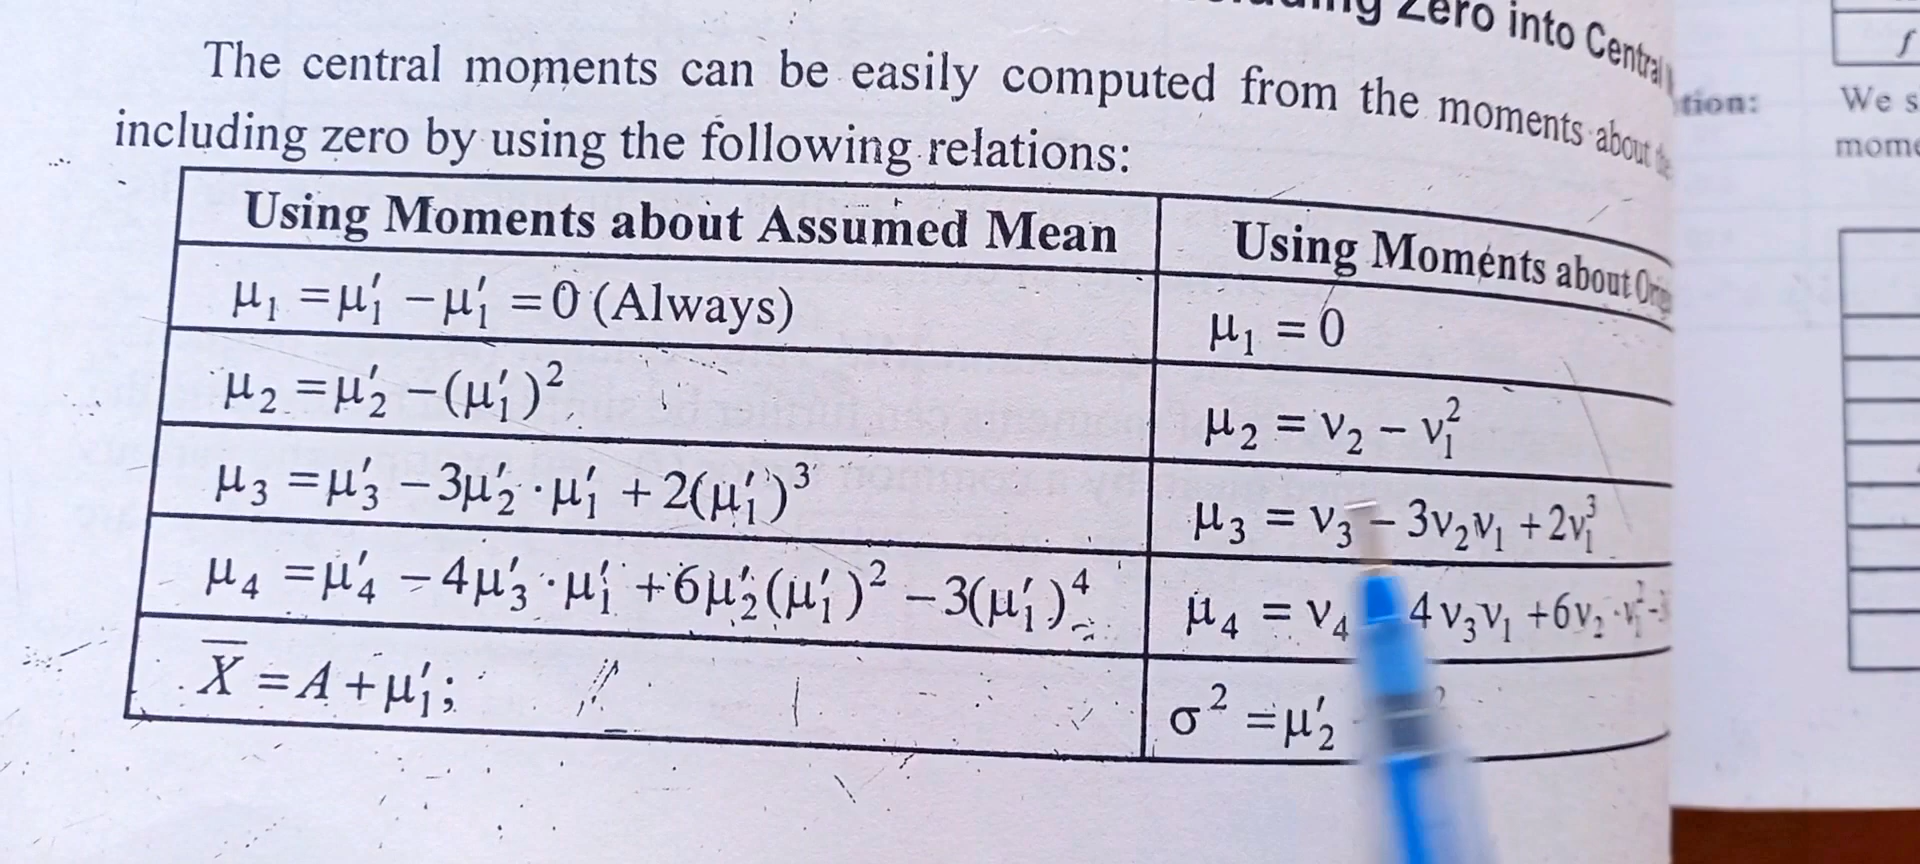 Zero into Central
The central moments can be easily computed from the moments about the
including zero by using the following relations:
Using Moments about Assumed Mean
Using Moments about
μ₁ = μ′₁ − μ′₁ = 0 (Always)
μ₁ = 0
μ₂ = μ′₂ − (μ′₁)²
μ₂ = ν₂ − ν₁²
μ₃ = μ′₃ − 3μ′₂ · μ′₁ + 2(μ′₁)³
μ₃ = ν₃ − 3ν₂ν₁ + 2ν₁³
μ₄ = μ′₄ − 4μ′₃ · μ′₁ + 6μ′₂(μ′₁)² − 3(μ′₁)⁴
μ₄ = ν₄ 4ν₃ν₁ + 6ν₂ · ν₁² −
X̄ = A + μ′₁;
σ² = μ′₂
tion:
f
We s
mome